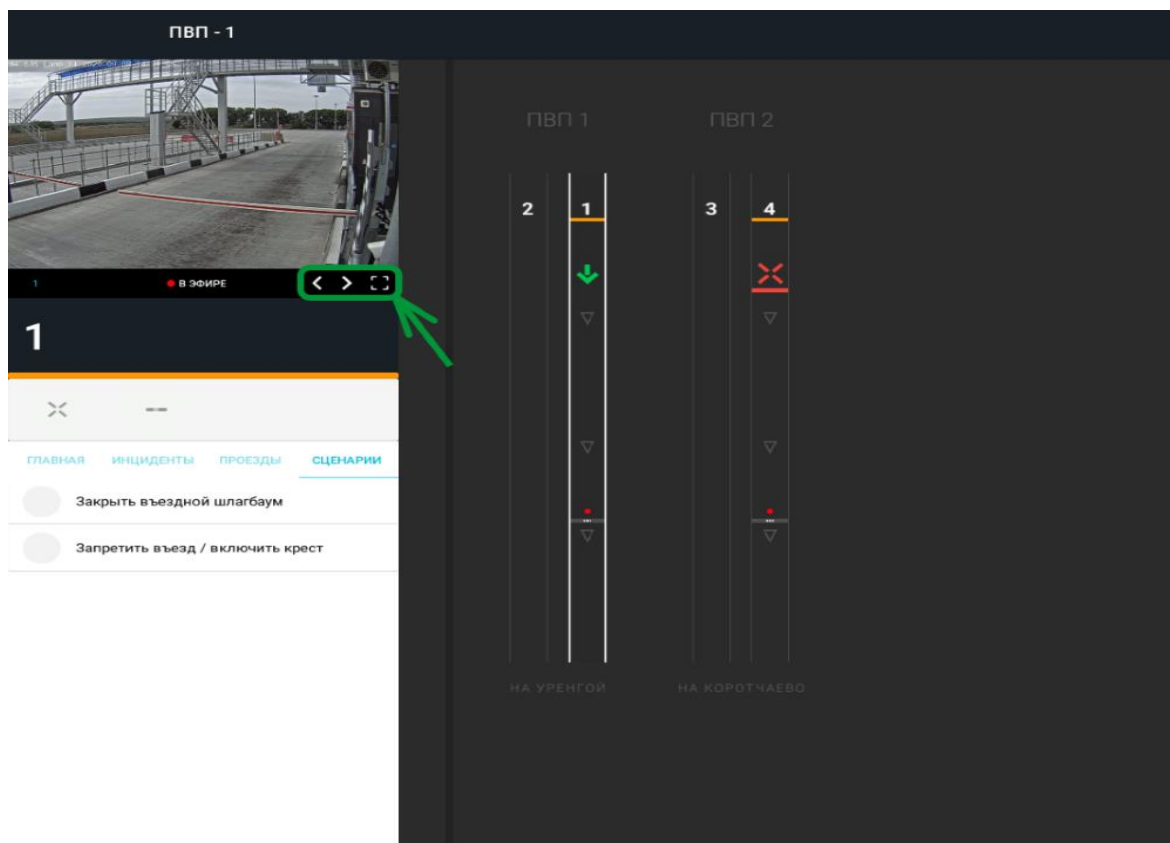 ПВП - 1
1
В ЭФИРЕ
1
ГЛАВНАЯ ИНЦИДЕНТЫ ПРОЕЗДЫ СЦЕНАРИИ
Закрыть въездной шлагбаум
Запретить въезд / включить крест
ПВП 1 ПВП 2
2 1 3 4
НА УРЕНГОЙ НА КОРОТЧАЕВО